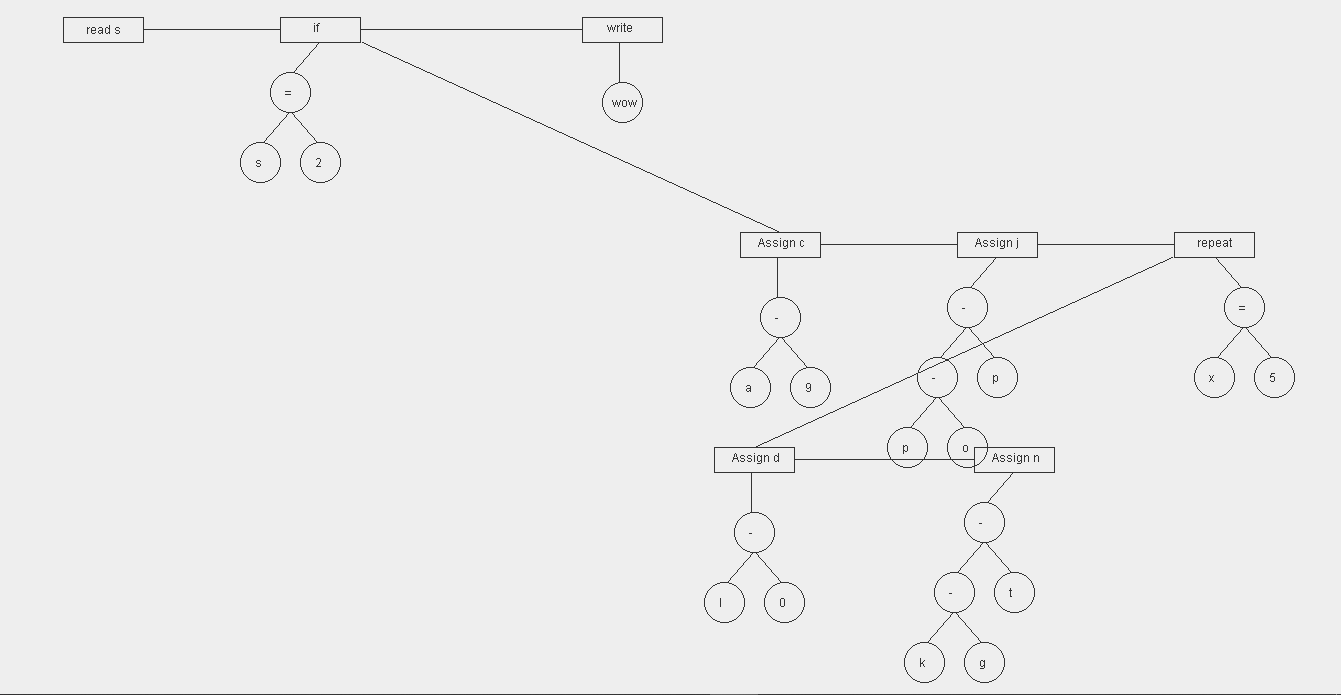 read s
if
write
=
wow
s
2
Assign c
Assign j
repeat
-
-
=
a
9
-
p
x
5
p
o
Assign d
Assign n
-
-
l
0
-
t
k
g